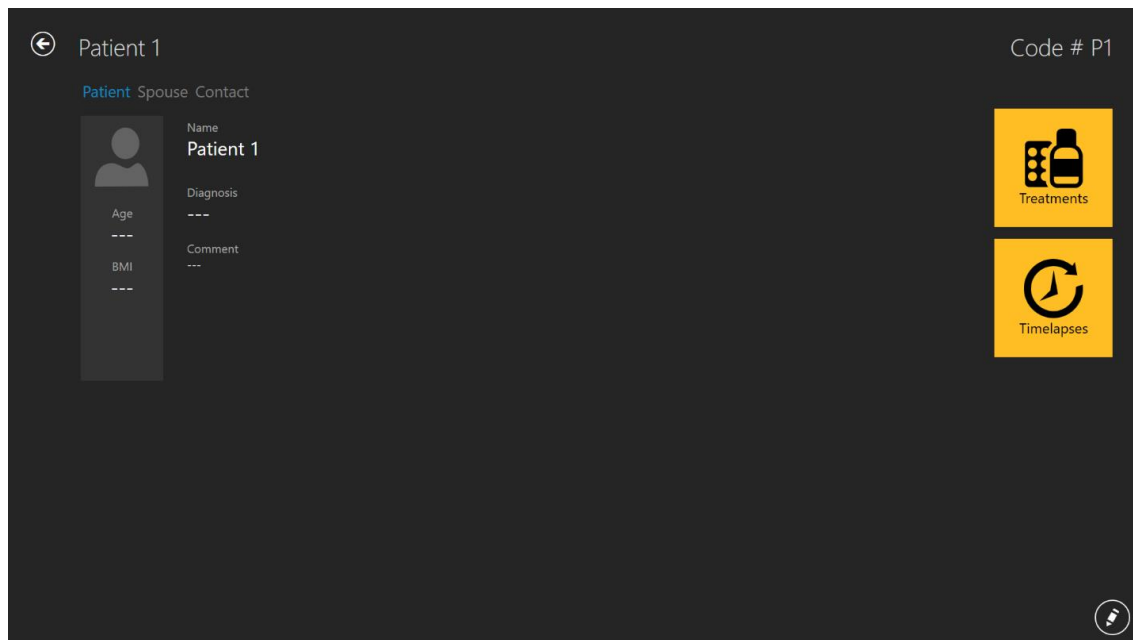 Patient 1
Code # P1
Patient Spouse Contact
Name
Patient 1
Diagnosis
---
Comment
---
Age
---
BMI
---
Treatments
Timelapses